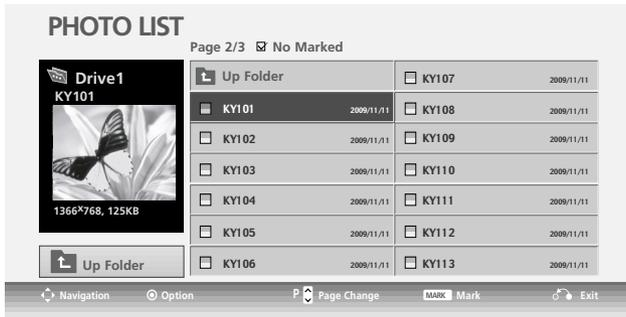 PHOTO LIST
Page 2/3 No Marked
Drive1
KY101
1366x768, 125KB
Up Folder
Up Folder
KY101 2009/11/11
KY102 2009/11/11
KY103 2009/11/11
KY104 2009/11/11
KY105 2009/11/11
KY106 2009/11/11
KY107 2009/11/11
KY108 2009/11/11
KY109 2009/11/11
KY110 2009/11/11
KY111 2009/11/11
KY112 2009/11/11
KY113 2009/11/11
Navigation Option P Page Change MARK Mark Exit